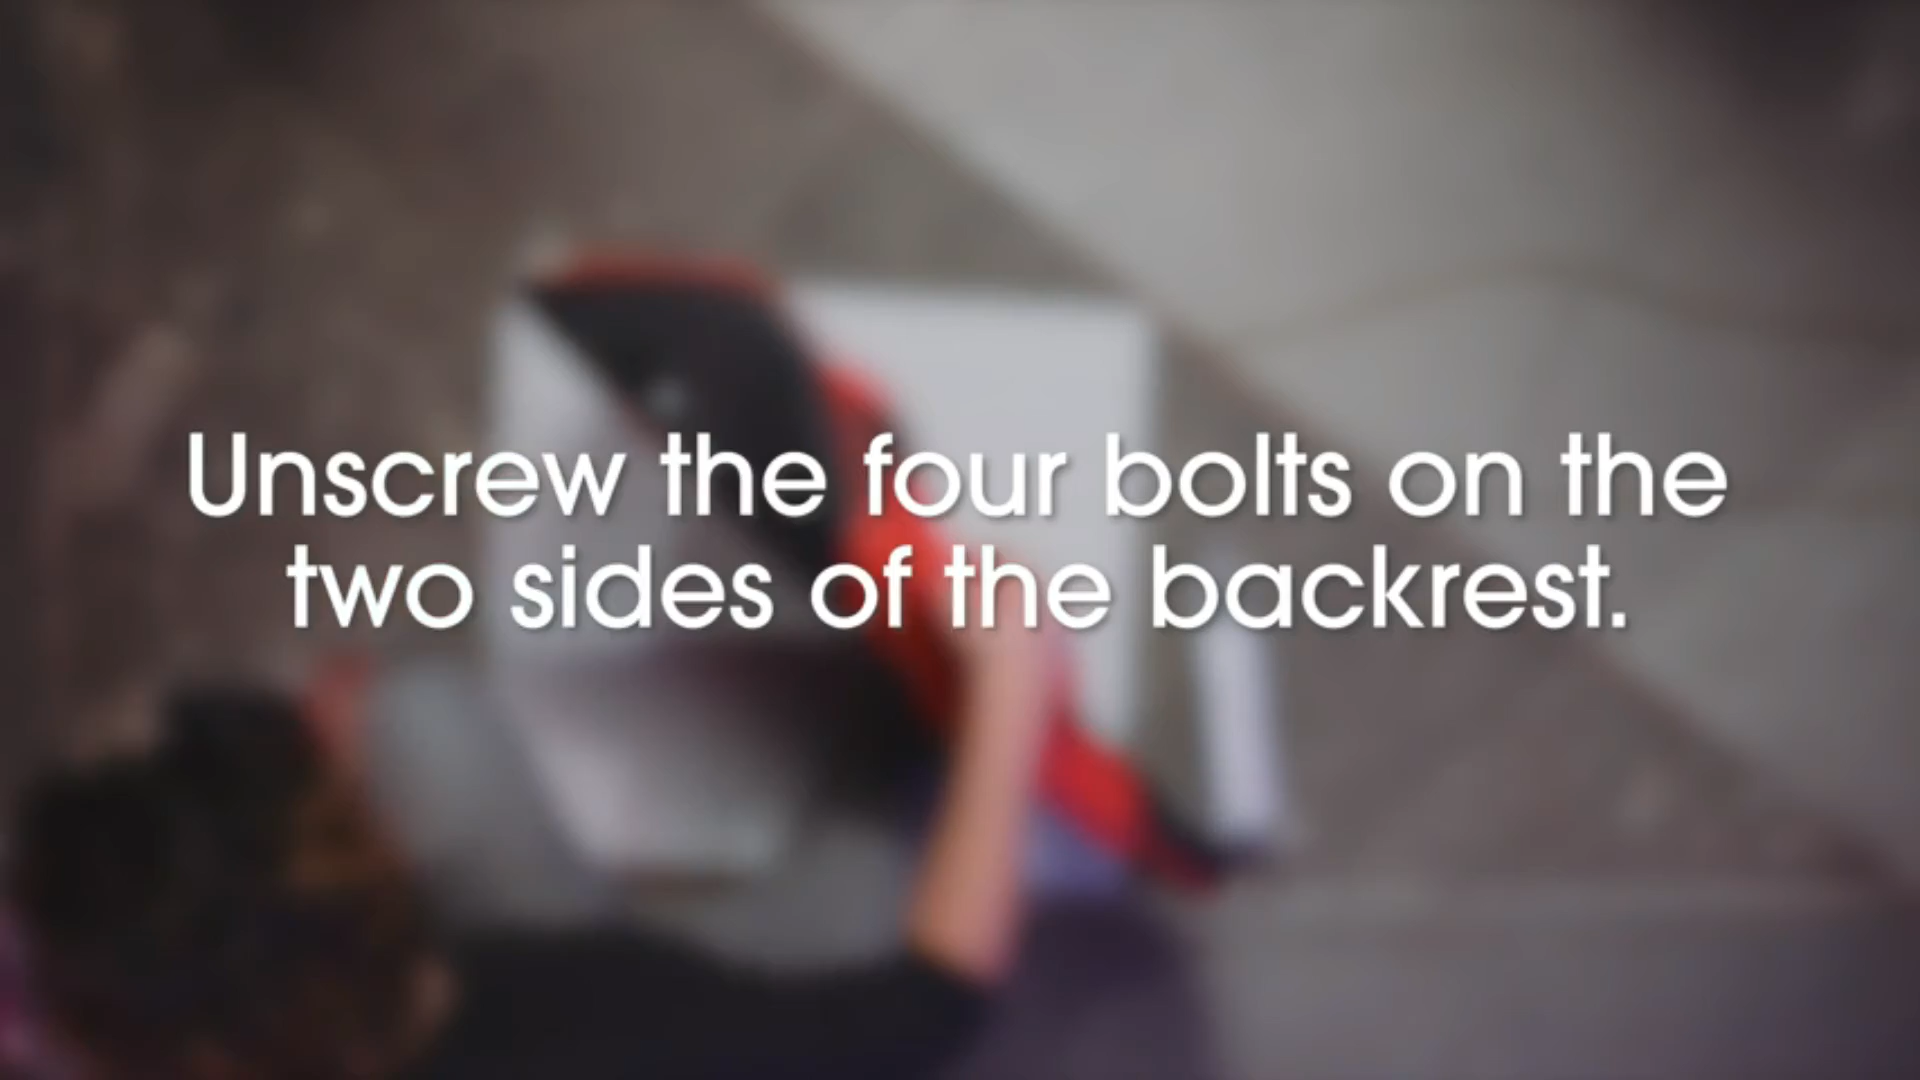 Unscrew the four bolts on the
two sides of the backrest.